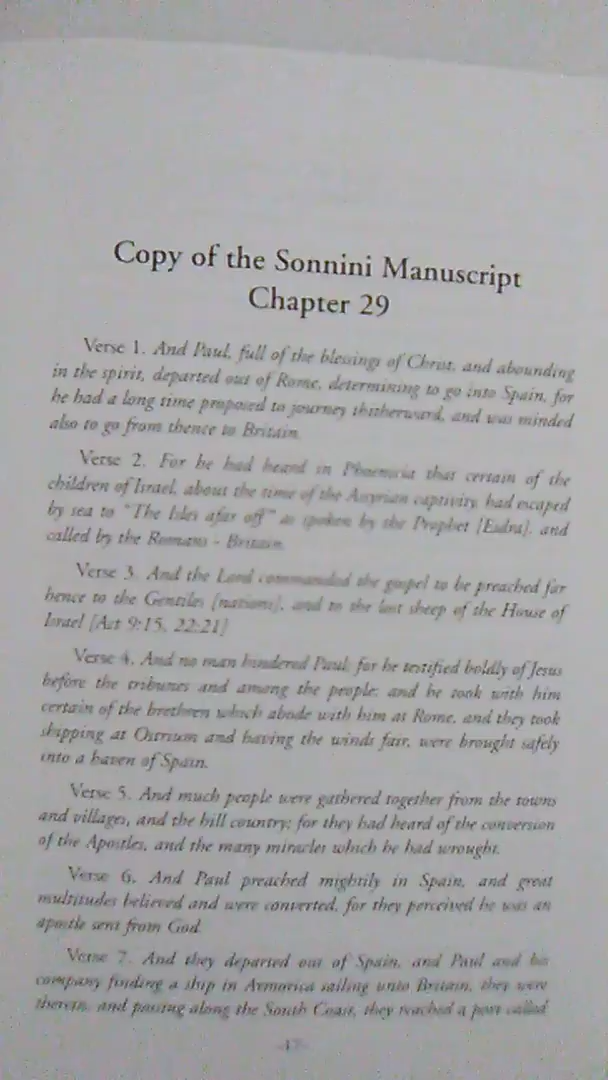 Copy of the Sonnini Manuscript
Chapter 29
Verse 1. And Paul, full of the blessings of Christ, and abounding
in the spirit, departed out of Rome, determining to go into Spain, for
he had a long time proposed to journey thitherward, and was minded
also to go from thence to Britain.
Verse 2. For he had heard in Phoenicia that certain of the
children of Israel, about the time of the Assyrian captivity, had escaped
by sea to "The Isles afar off" as spoken by the Prophet [Esdra], and
called by the Romans - Britain.
Verse 3. And the Lord commanded the gospel to be preached far
hence to the Gentiles [nations], and to the lost sheep of the House of
Israel [Act 9:15, 22:21]
Verse 4. And no man hindered Paul; for he testified boldly of Jesus
before the tribunes and among the people; and he took with him
certain of the brethren which abode with him at Rome, and they took
shipping at Ostrium and having the winds fair, were brought safely
into a haven of Spain.
Verse 5. And much people were gathered together from the towns
and villages, and the hill country; for they had heard of the conversion
of the Apostles, and the many miracles which he had wrought.
Verse 6. And Paul preached mightily in Spain, and great
multitudes believed and were converted, for they perceived he was an
apostle sent from God.
Verse 7. And they departed out of Spain, and Paul and his
company finding a ship in Armorica sailing unto Britain, they were
therein, and passing along the South Coast, they reached a port called